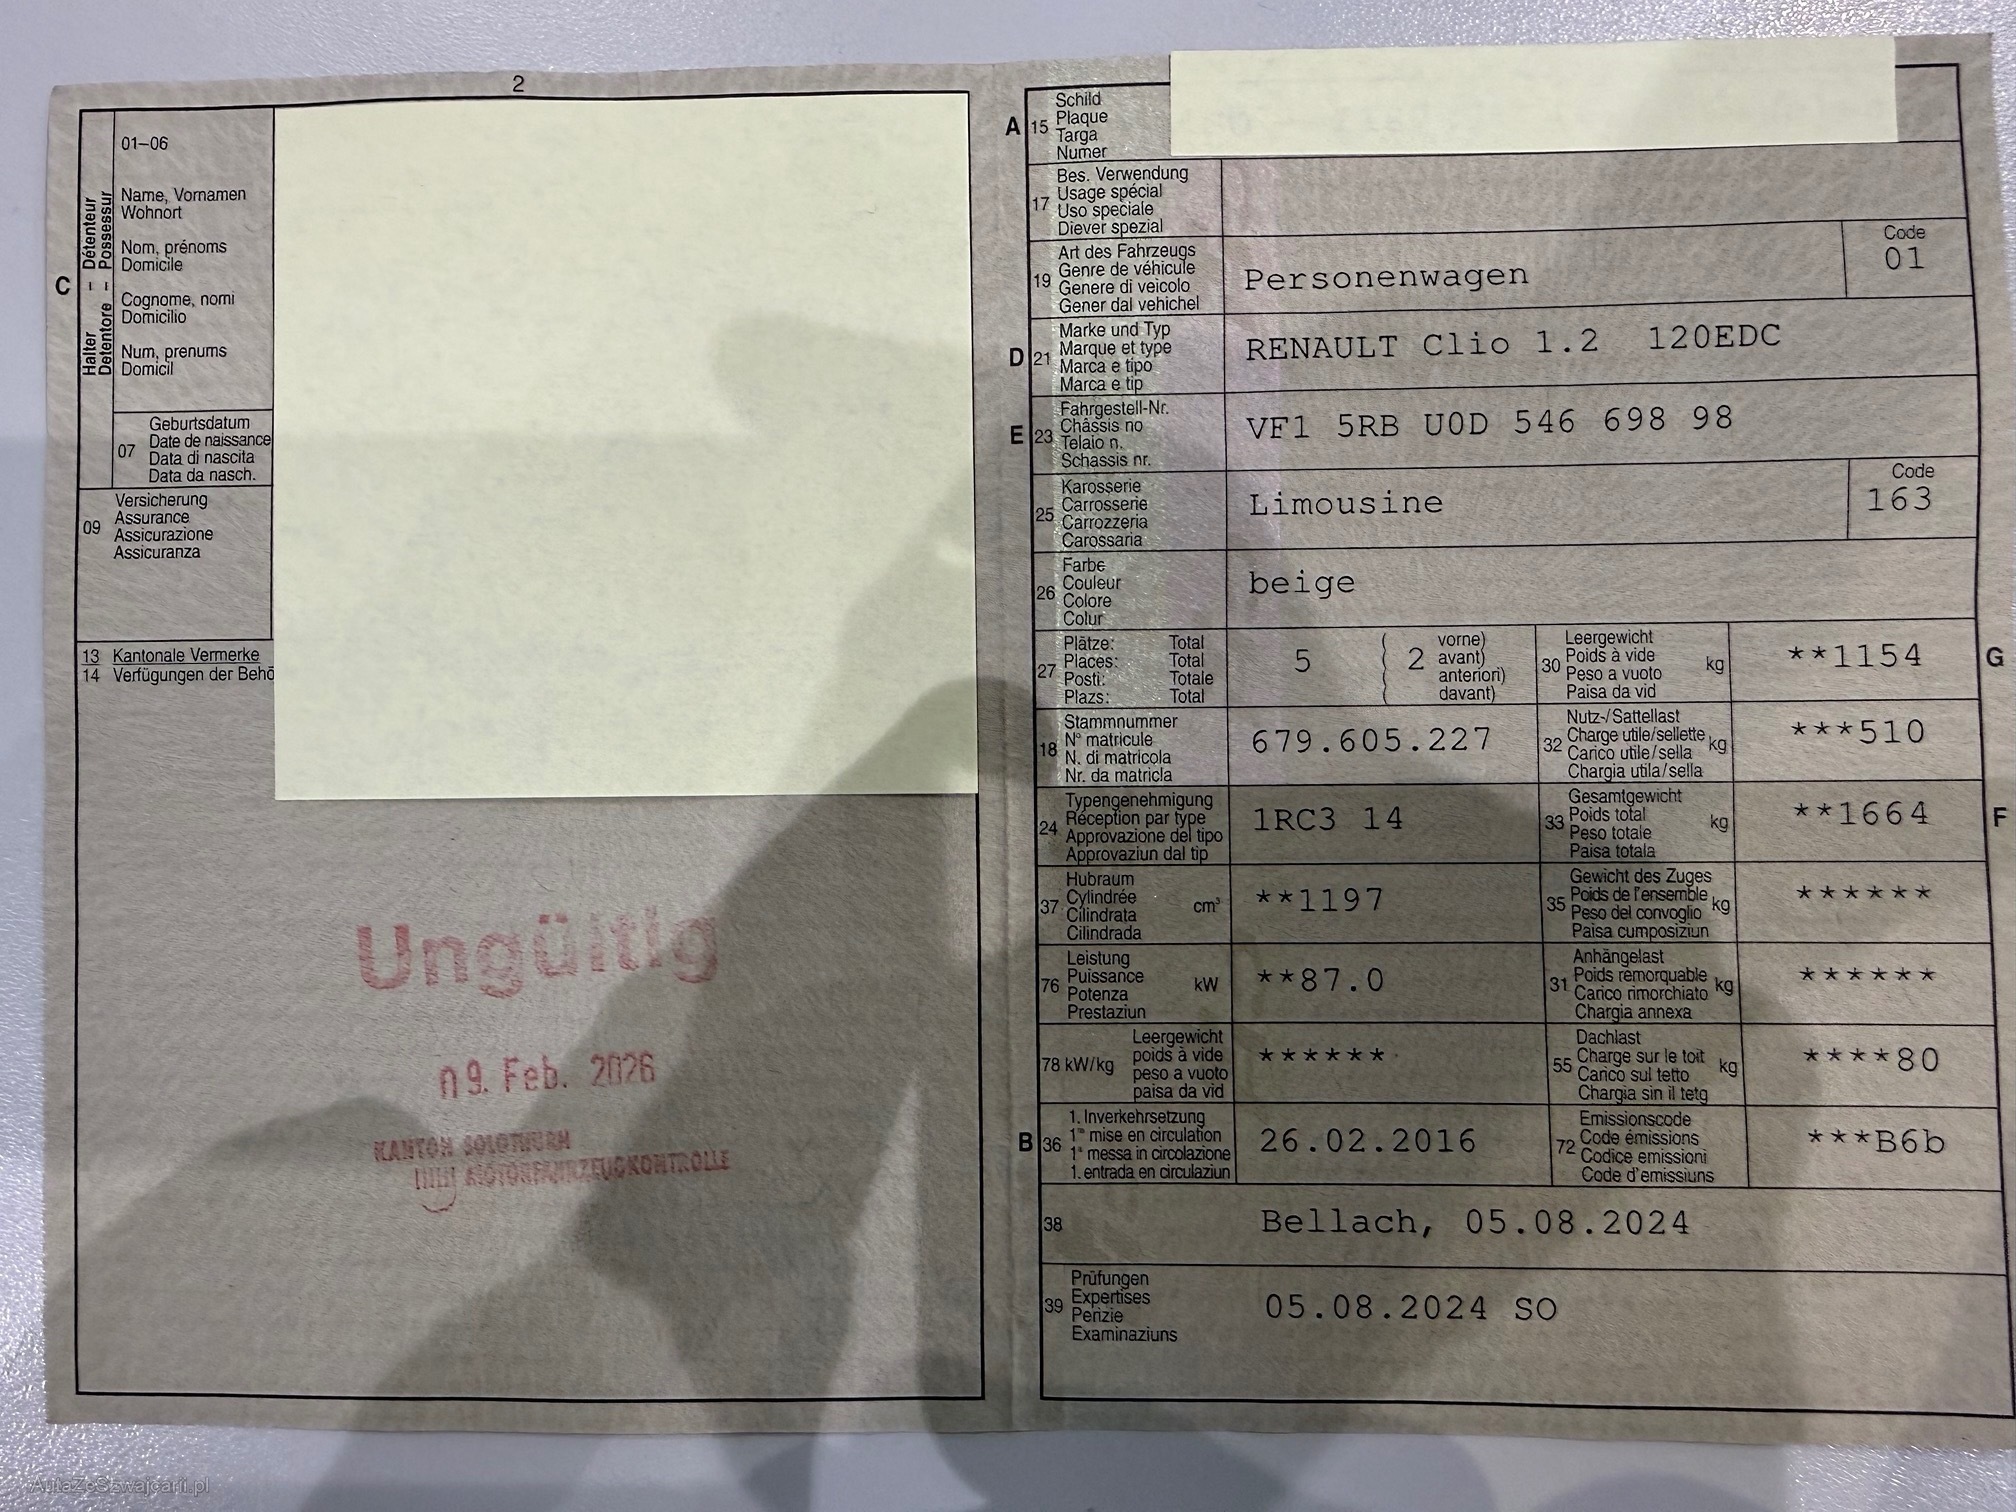 2
C
Halter – Détenteur
Detentore – Possessur
01–06
Name, Vornamen
Wohnort
Nom, prénoms
Domicile
Cognome, nomi
Domicilio
Num, prenums
Domicil
07
Geburtsdatum
Date de naissance
Data di nascita
Data da nasch.
09
Versicherung
Assurance
Assicurazione
Assicuranza
13 Kantonale Vermerke
14 Verfügungen der Behö
Ungültig
09. Feb. 2026
KANTON SOLOTHURN
MOTORFAHRZEUGKONTROLLE
A 15
Schild
Plaque
Targa
Numer
17
Bes. Verwendung
Usage spécial
Uso speciale
Diever spezial
19
Art des Fahrzeugs
Genre de véhicule
Genere di veicolo
Gener dal vehichel
Personenwagen
Code
01
D 21
Marke und Typ
Marque et type
Marca e tipo
Marca e tip
RENAULT Clio 1.2 120EDC
E 23
Fahrgestell-Nr.
Châssis no
Telaio n.
Schassis nr.
VF1 5RB U0D 546 698 98
25
Karosserie
Carrosserie
Carrozzeria
Carossaria
Limousine
Code
163
26
Farbe
Couleur
Colore
Colur
beige
27
Plätze: Total
Places: Total
Posti: Totale
Plazs: Total
5 ( 2 vorne)
avant)
anteriori)
davant)
30
Leergewicht
Poids à vide
Peso a vuoto
Paisa da vid
kg
**1154
G
18
Stammnummer
N° matricule
N. di matricola
Nr. da matricla
679.605.227
32
Nutz-/Sattellast
Charge utile/sellette
Carico utile/sella
Chargia utila/sella
kg
***510
24
Typengenehmigung
Réception par type
Approvazione del tipo
Approvaziun dal tip
1RC3 14
33
Gesamtgewicht
Poids total
Peso totale
Paisa totala
kg
**1664
F
37
Hubraum
Cylindrée
Cilindrata
Cilindrada
cm³
**1197
35
Gewicht des Zuges
Poids de l'ensemble
Peso del convoglio
Paisa cumposiziun
kg
******
76
Leistung
Puissance
Potenza
Prestaziun
kW
**87.0
31
Anhängelast
Poids remorquable
Carico rimorchiato
Chargia annexa
kg
******
78 kW/kg
Leergewicht
poids à vide
peso a vuoto
paisa da vid
******
55
Dachlast
Charge sur le toit
Carico sul tetto
Chargia sin il tetg
kg
****80
B 36
1. Inverkehrsetzung
1re mise en circulation
1a messa in circolazione
1. entrada en circulaziun
26.02.2016
72
Emissionscode
Code émissions
Codice emissioni
Code d'emissiuns
***B6b
38
Bellach, 05.08.2024
39
Prüfungen
Expertises
Perizie
Examinaziuns
05.08.2024 SO
AutaZeSzwajcarii.pl